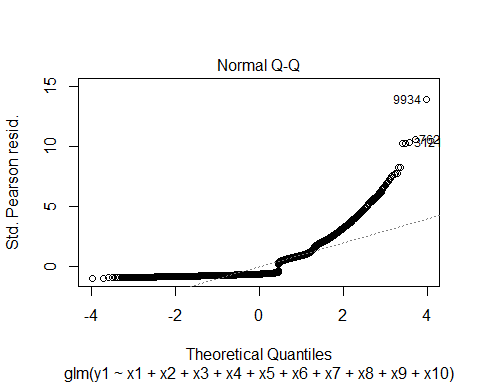 Normal Q-Q
Std. Pearson resid.
15
10
5
0
9934
-4
-2
0
2
4
Theoretical Quantiles
glm(y1 ~ x1 + x2 + x3 + x4 + x5 + x6 + x7 + x8 + x9 + x10)